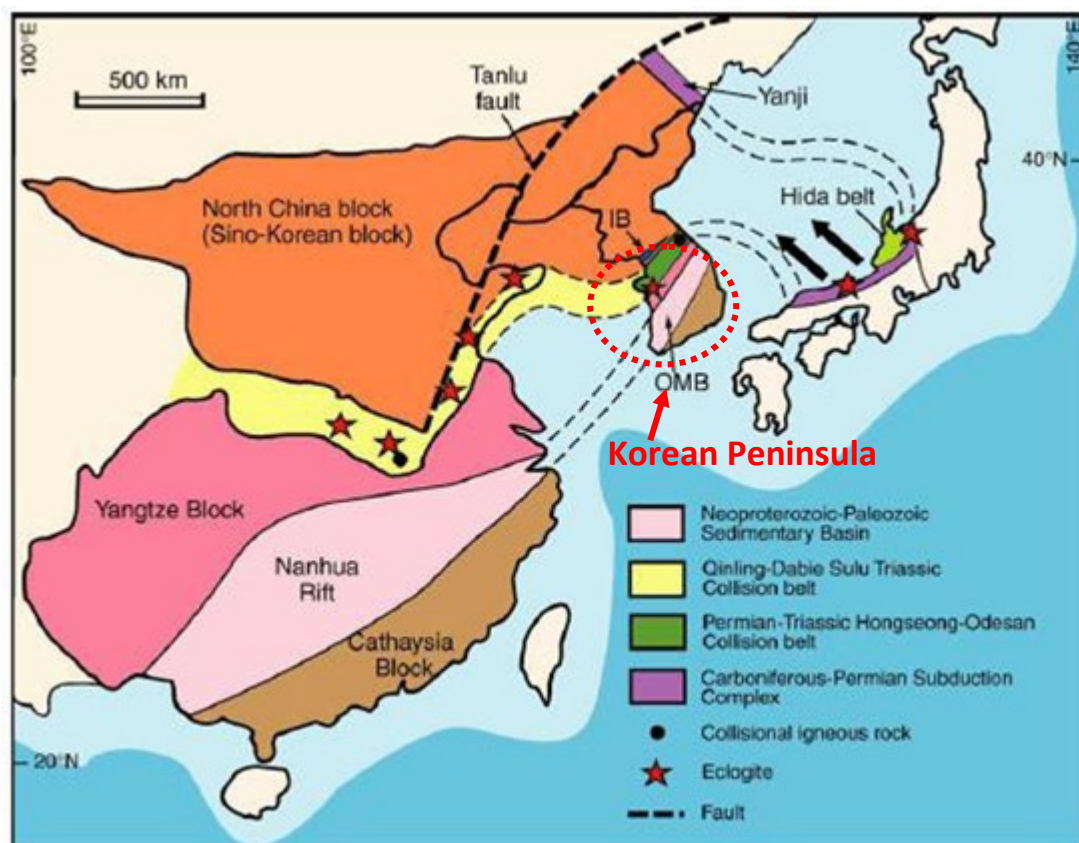 100°E
140°E
500 km
Tanlu
fault
Yanji
40°N
North China block
(Sino-Korean block)
Hida belt
IB
OMB
Korean Peninsula
Yangtze Block
Nanhua
Rift
Cathaysia
Block
20°N
Neoproterozoic-Paleozoic
Sedimentary Basin
Qinling-Dabie Sulu Triassic
Collision belt
Permian-Triassic Hongseong-Odesan
Collision belt
Carboniferous-Permian Subduction
Complex
Collisional igneous rock
Eclogite
Fault